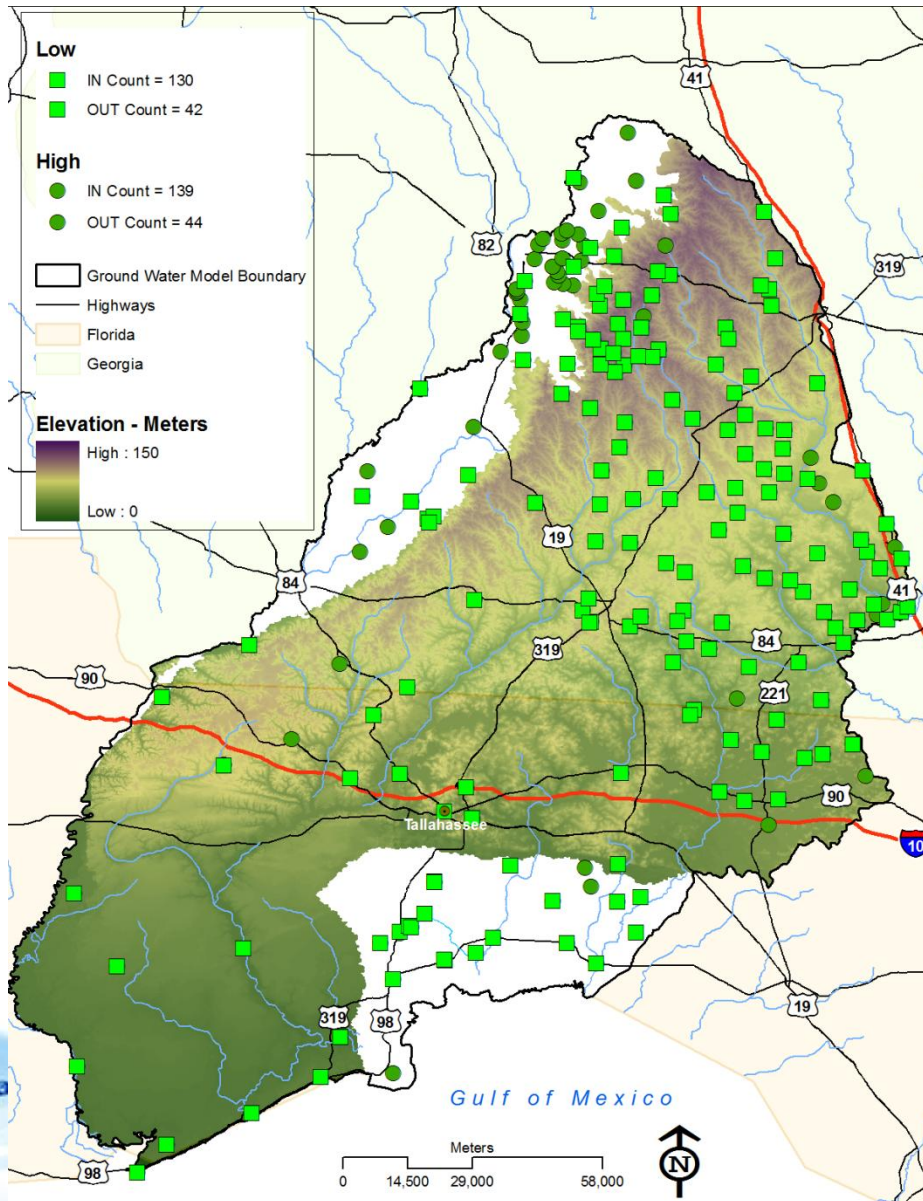 Low
IN Count = 130
OUT Count = 42
High
IN Count = 139
OUT Count = 44
Ground Water Model Boundary
Highways
Florida
Georgia
Elevation - Meters
High : 150
Low : 0
41
82
319
19
84
41
319
84
90
221
90
Tallahassee
10
319
98
19
Gulf of Mexico
98
Meters
0 14,500 29,000 58,000
N